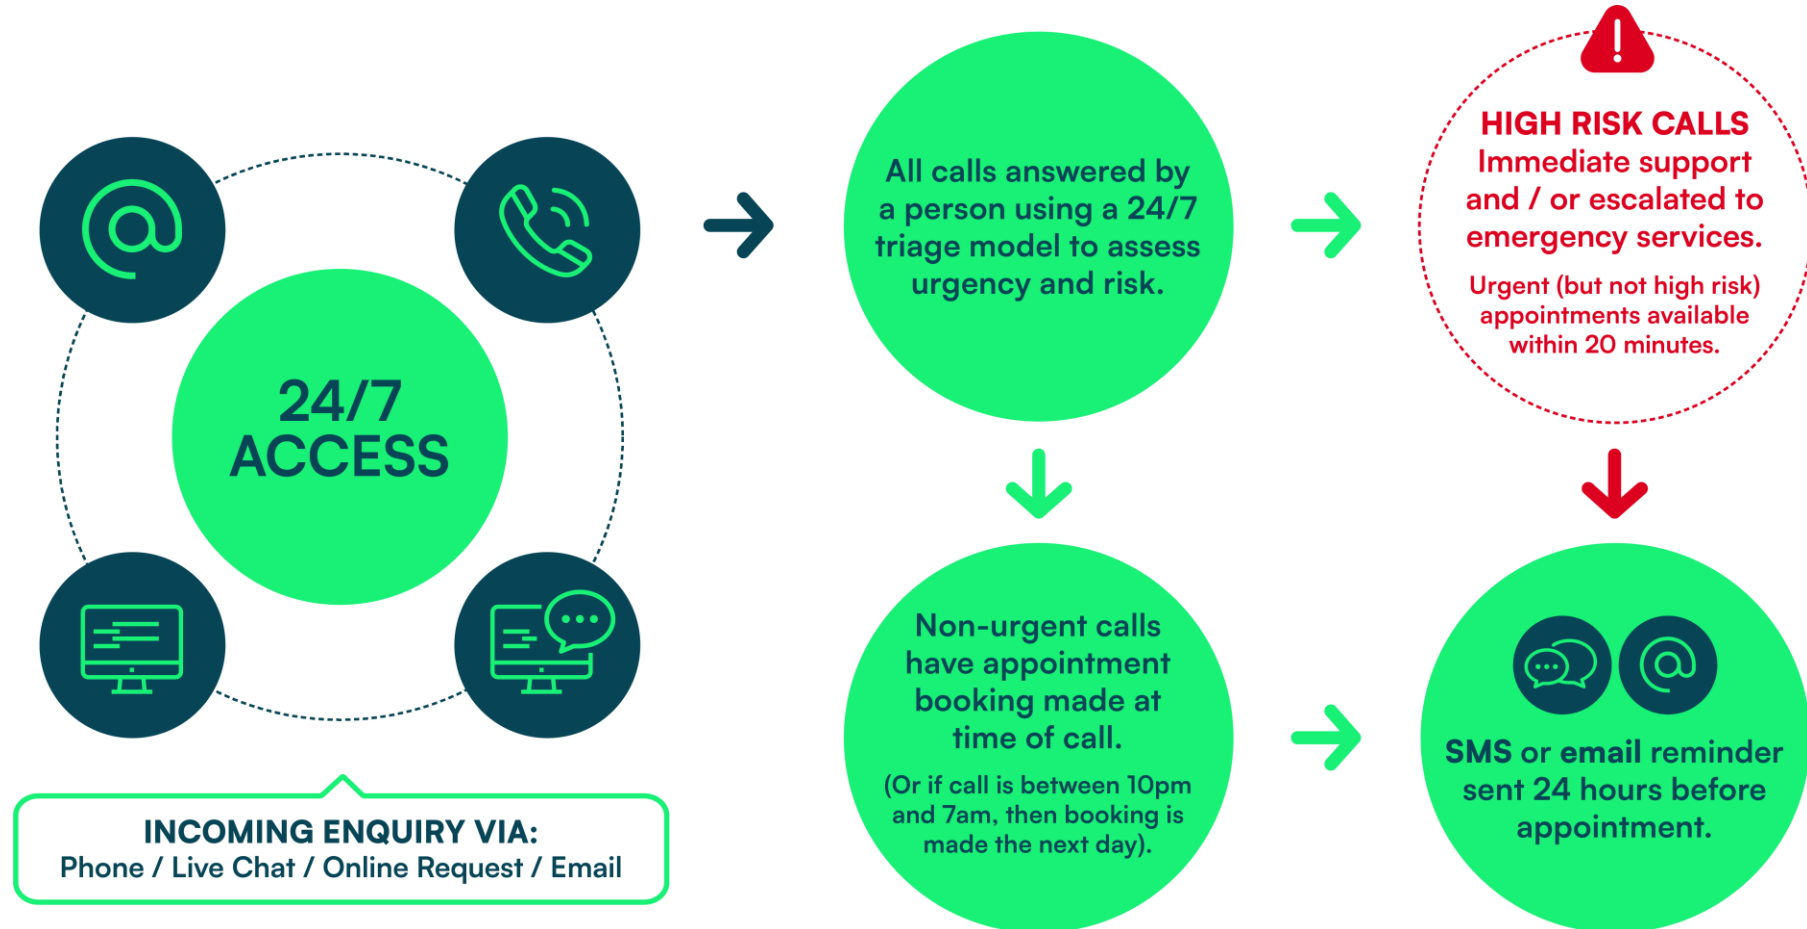 24/7
ACCESS
INCOMING ENQUIRY VIA:
Phone / Live Chat / Online Request / Email
All calls answered by
a person using a 24/7
triage model to assess
urgency and risk.
HIGH RISK CALLS
Immediate support
and / or escalated to
emergency services.
Urgent (but not high risk)
appointments available
within 20 minutes.
Non-urgent calls
have appointment
booking made at
time of call.
(Or if call is between 10pm
and 7am, then booking is
made the next day).
SMS or email reminder
sent 24 hours before
appointment.